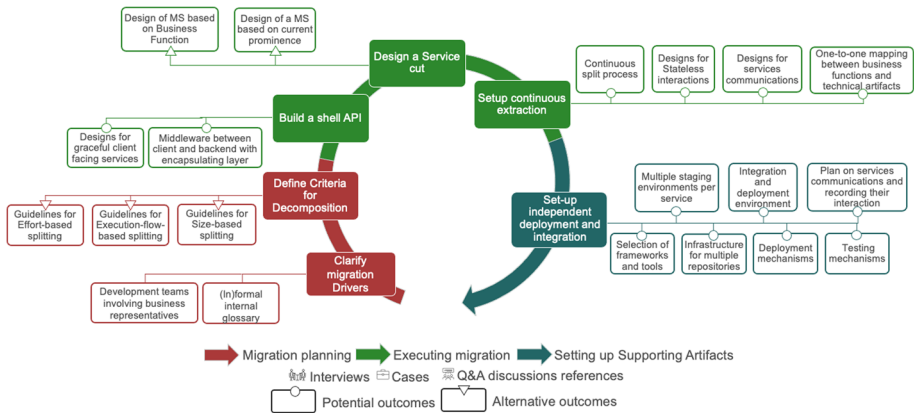 Design of MS based
on Business
Function
Design of a MS
based on current
prominence
Design a Service
cut
Continuous
split process
Designs for
Stateless
interactions
Designs for
services
communications
One-to-one mapping
between business
functions and
technical artifacts
Setup continuous
extraction
Build a shell API
Designs for
graceful client
facing services
Middleware between
client and backend with
encapsulating layer
Define Criteria
for
Decomposition
Guidelines for
Effort-based
splitting
Guidelines for
Execution-flow-
based splitting
Guidelines for
Size-based
splitting
Multiple staging
environments per
service
Integration
and
deployment
environment
Plan on services
communications and
recording their
interaction
Set-up
independent
deployment and
integration
Selection of
frameworks
and tools
Infrastructure
for multiple
repositories
Deployment
mechanisms
Testing
mechanisms
Clarify
migration
Drivers
Development teams
involving business
representatives
(In)formal
internal
glossary
Migration planning
Executing migration
Setting up Supporting Artifacts
Interviews
Cases
Q&A discussions references
Potential outcomes
Alternative outcomes